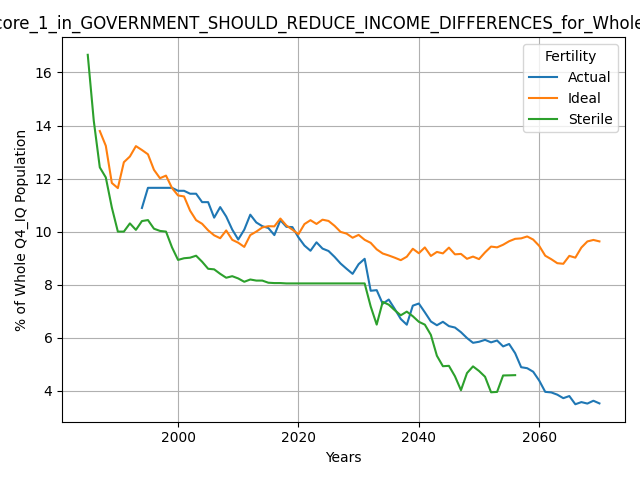 core_1_in_GOVERNMENT_SHOULD_REDUCE_INCOME_DIFFERENCES_for_Whole
Fertility
Actual
Ideal
Sterile
% of Whole Q4_IQ Population
16
14
12
10
8
6
4
2000
2020
2040
2060
Years